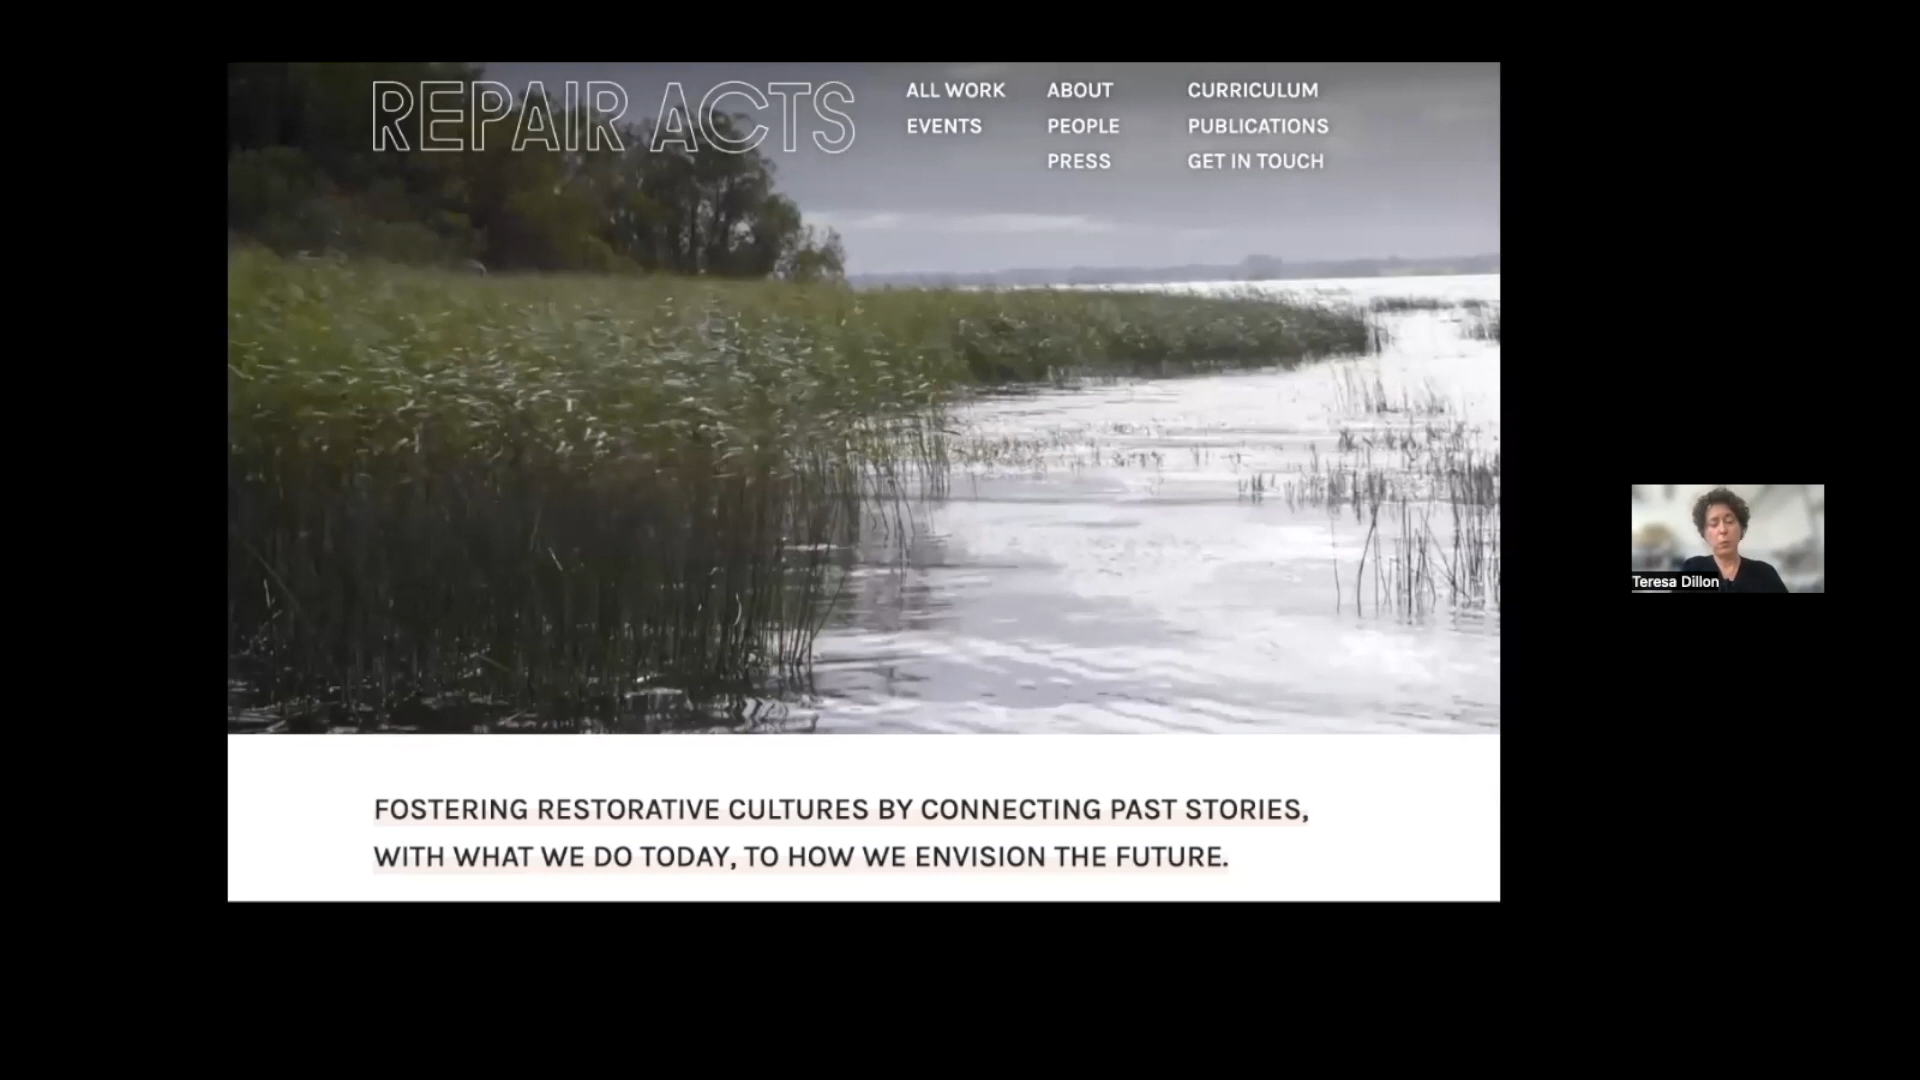 REPAIR ACTS
ALL WORK
EVENTS
ABOUT
PEOPLE
PRESS
CURRICULUM
PUBLICATIONS
GET IN TOUCH
Teresa Dillon
FOSTERING RESTORATIVE CULTURES BY CONNECTING PAST STORIES,
WITH WHAT WE DO TODAY, TO HOW WE ENVISION THE FUTURE.